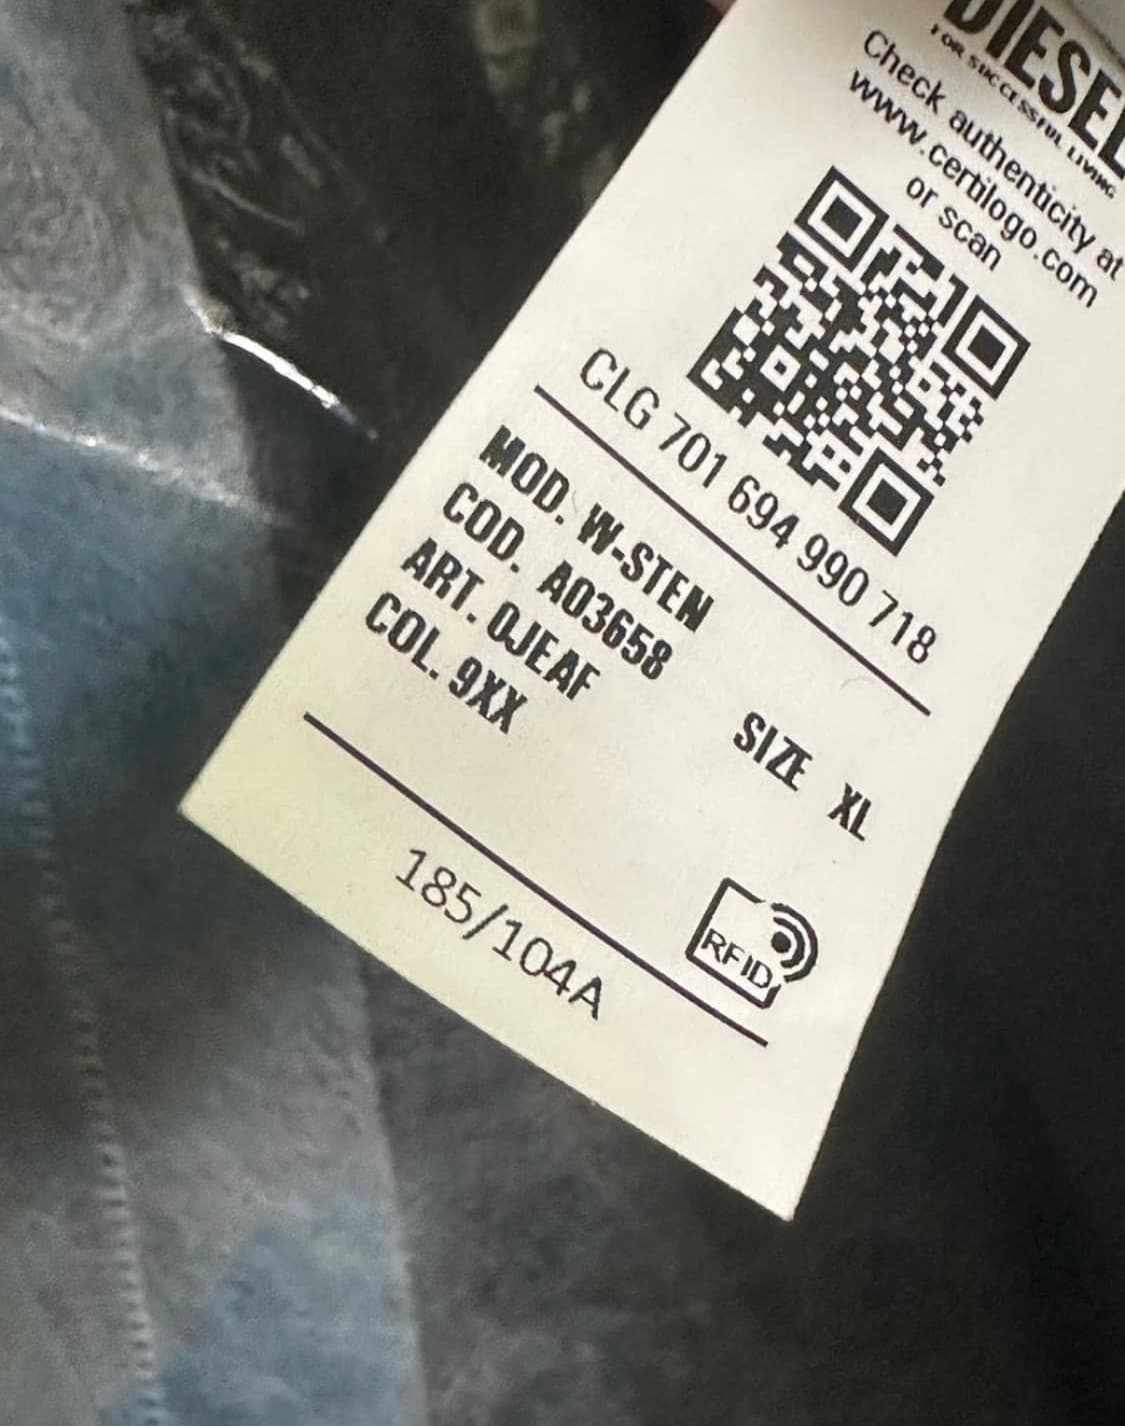 DIESEL
FOR SUCCESSFUL LIVING
Check authenticity at
www.certilogo.com
or scan
CLG 701 694 990 718
MOD. W-STEN
COD. A03658
ART. 0JEAF
COL. 9XX
SIZE XL
RFID
185/104A